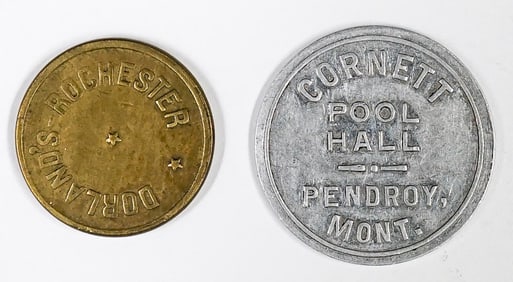 DORLAND'S - ROCHESTER
CORNETT
POOL
HALL
PENDROY,
MONT.